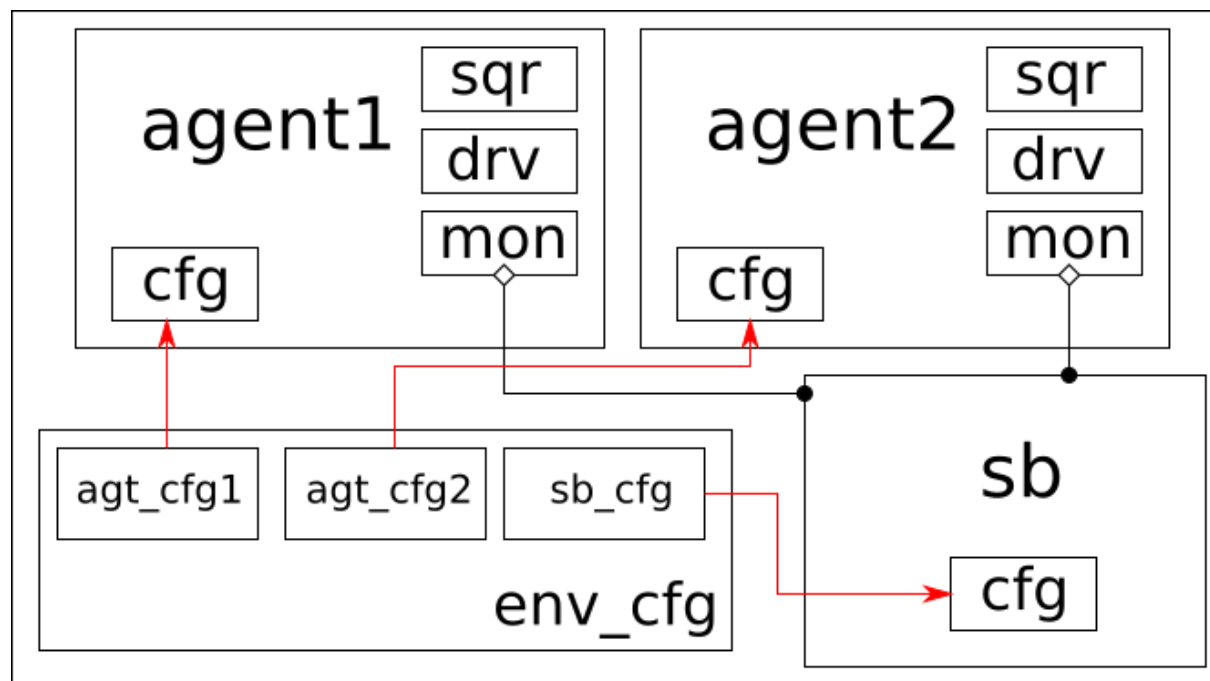 agent1
sqr
drv
mon
cfg
agent2
sqr
drv
mon
cfg
agt_cfg1
agt_cfg2
sb_cfg
env_cfg
sb
cfg